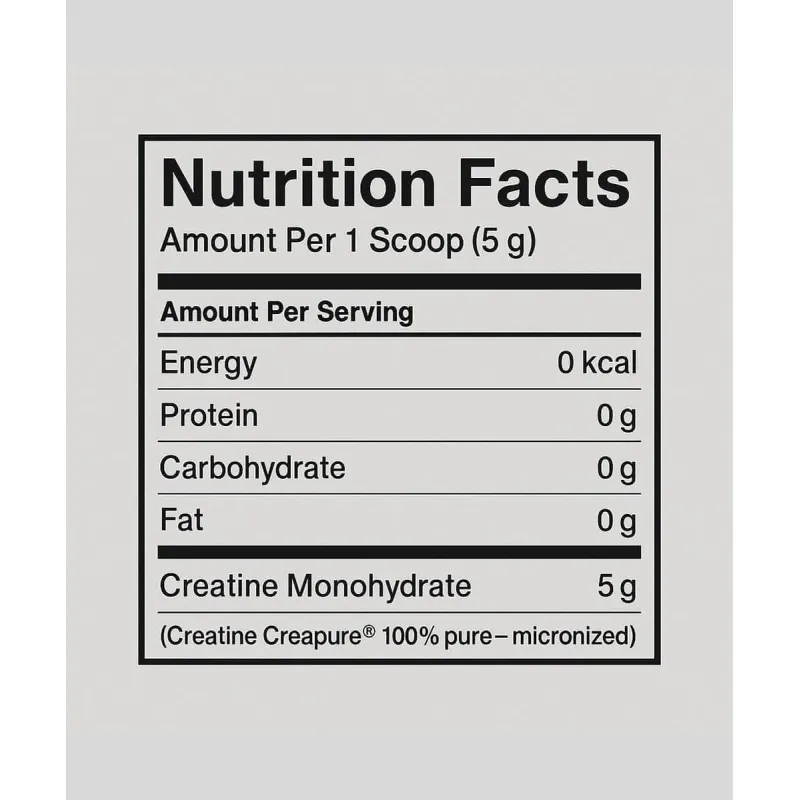 Nutrition Facts
Amount Per 1 Scoop (5 g)
Amount Per Serving
Energy 0 kcal
Protein 0 g
Carbohydrate 0 g
Fat 0 g
Creatine Monohydrate 5 g
(Creatine Creapure® 100% pure – micronized)